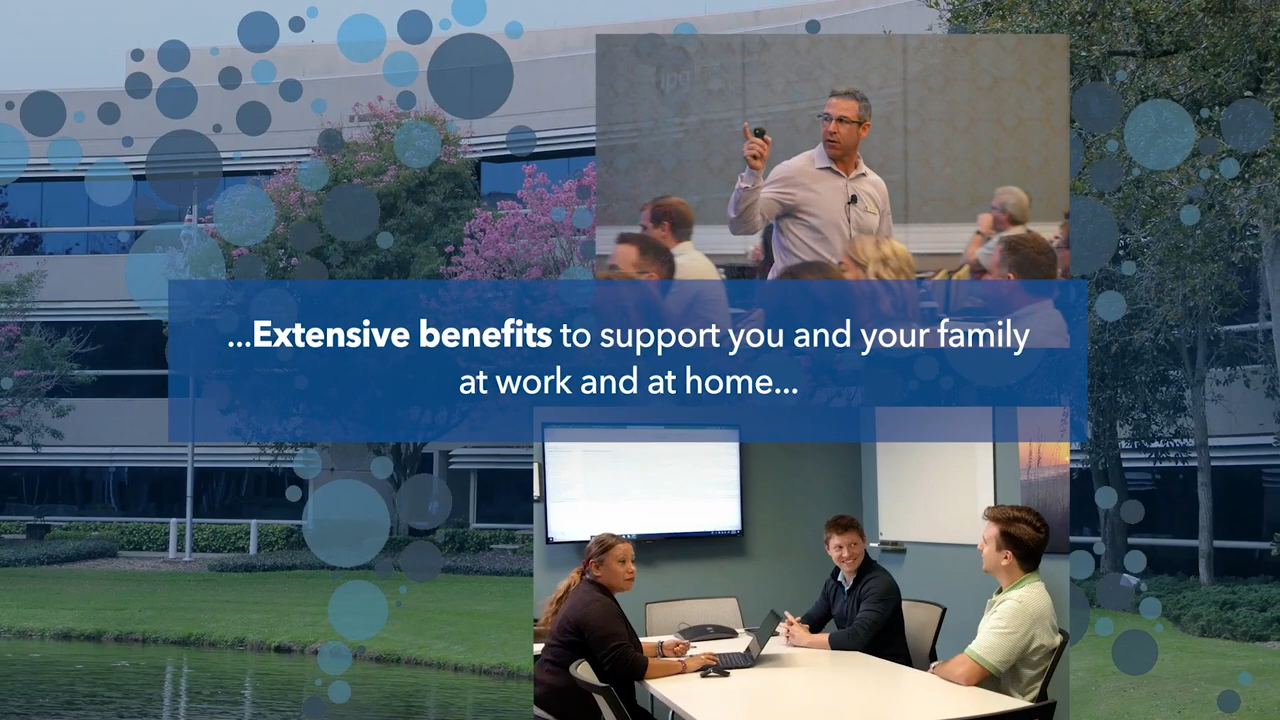 ...Extensive benefits to support you and your family
at work and at home...